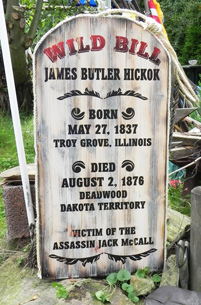 WILD BILL
JAMES BUTLER HICKOK
BORN
MAY 27, 1837
TROY GROVE, ILLINOIS
DIED
AUGUST 2, 1876
DEADWOOD
DAKOTA TERRITORY
VICTIM OF THE
ASSASSIN JACK McCALL